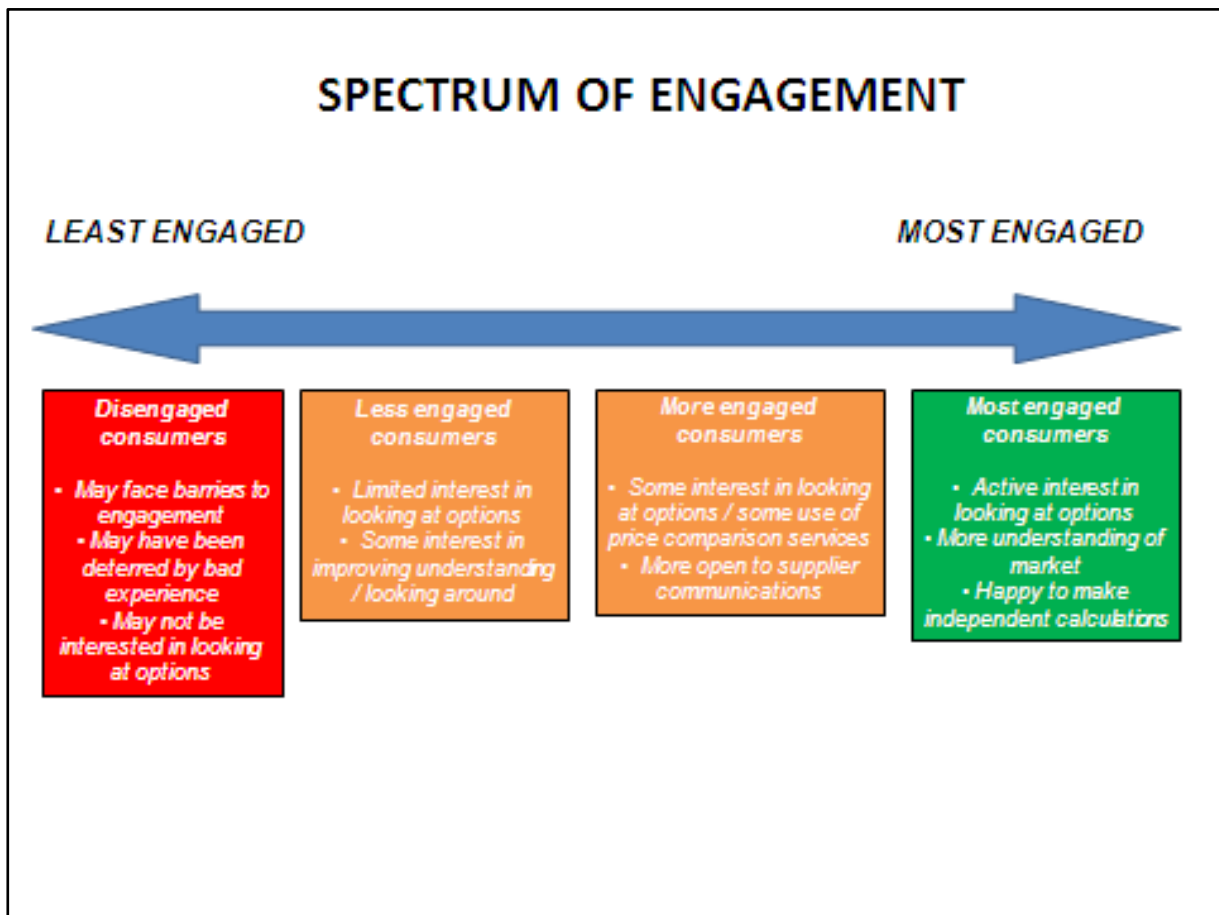 SPECTRUM OF ENGAGEMENT
LEAST ENGAGED
MOST ENGAGED
Disengaged
consumers
▪ May face barriers to
engagement
▪ May have been
deterred by bad
experience
▪ May not be
interested in looking
at options
Less engaged
consumers
▪ Limited interest in
looking at options
▪ Some interest in
improving understanding
/ looking around
More engaged
consumers
▪ Some interest in looking
at options / some use of
price comparison services
▪ More open to supplier
communications
Most engaged
consumers
▪ Active interest in
looking at options
▪ More understanding of
market
▪ Happy to make
independent calculations